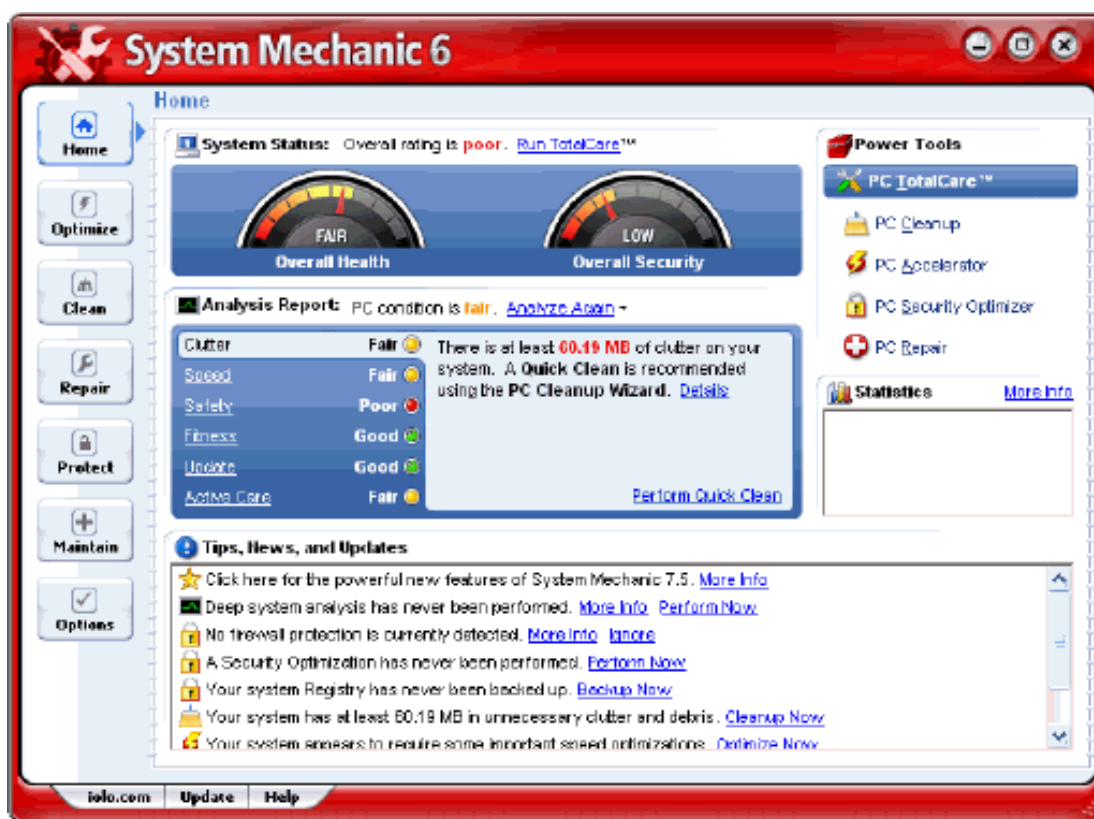 System Mechanic 6
Home
Home
Optimize
Clean
Repair
Protect
Maintain
Options
System Status: Overall rating is poor. Run TotalCare™
FAIR
Overall Health
LOW
Overall Security
Analysis Report: PC condition is fair. Analyze Again
Clutter Fair
Speed Fair
Safety Poor
Fitness Good
Update Good
Active Care Fair
There is at least 60.19 MB of clutter on your
system. A Quick Clean is recommended
using the PC Cleanup Wizard. Details
Perform Quick Clean
Power Tools
PC TotalCare™
PC Cleanup
PC Accelerator
PC Security Optimizer
PC Repair
Statistics More Info
Tips, News, and Updates
Click here for the powerful new features of System Mechanic 7.5. More Info
Deep system analysis has never been performed. More Info Perform Now
No firewall protection is currently detected. More Info Ignore
A Security Optimization has never been performed. Perform Now
Your system Registry has never been backed up. Backup Now
Your system has at least 60.19 MB in unnecessary clutter and debris. Cleanup Now
Your system appears to require some important speed optimizations. Optimize Now
iolo.com Update Help